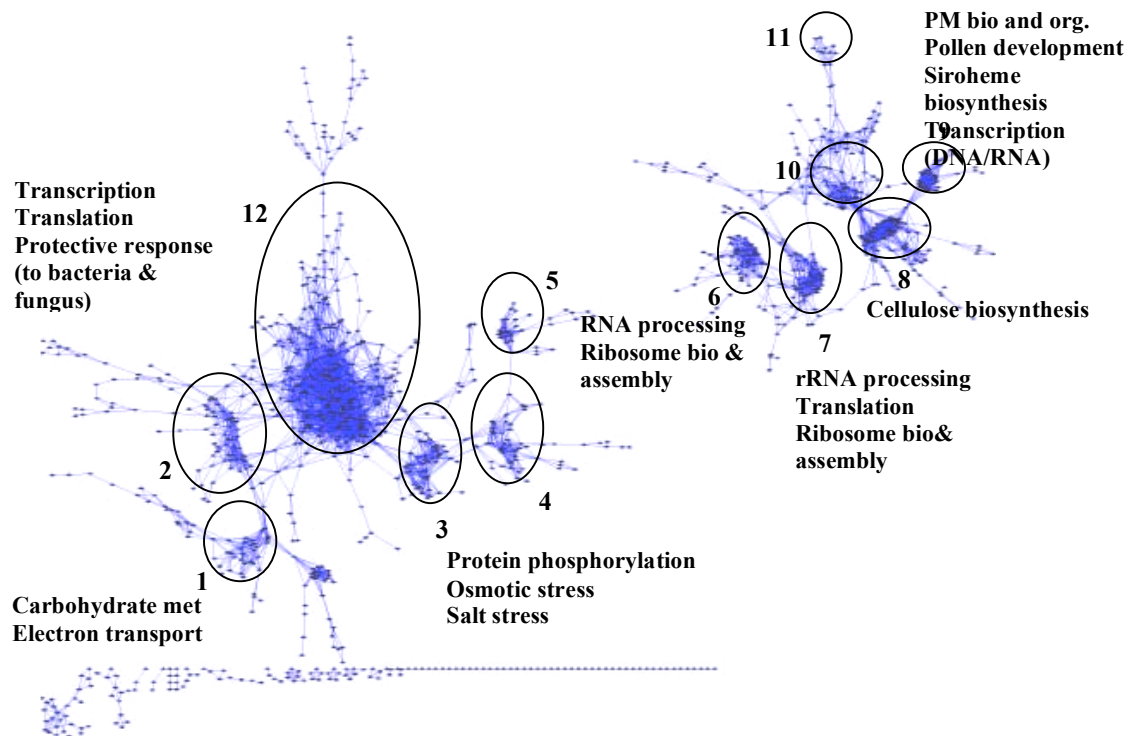 11
PM bio and org.
Pollen development
Siroheme
biosynthesis
Transcription
(DNA/RNA)
9
10
Transcription
Translation
Protective response
(to bacteria &
fungus)
12
5
6
8
Cellulose biosynthesis
RNA processing
Ribosome bio &
assembly
7
rRNA processing
Translation
Ribosome bio&
assembly
2
4
3
Protein phosphorylation
Osmotic stress
Salt stress
1
Carbohydrate met
Electron transport